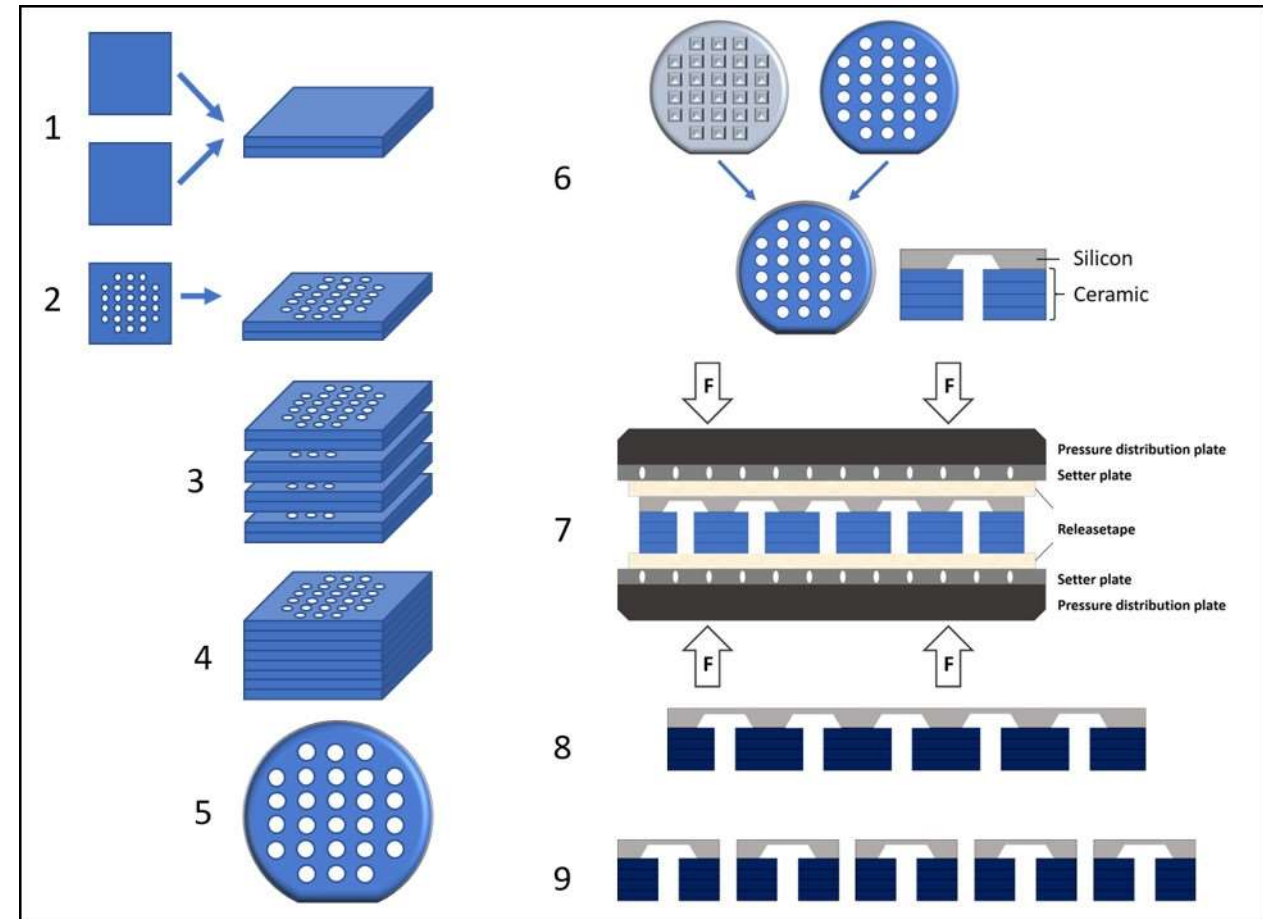 1
2
3
4
5
6
Silicon
Ceramic
7
F
F
Pressure distribution plate
Setter plate
Releasetape
Setter plate
Pressure distribution plate
F
F
8
9